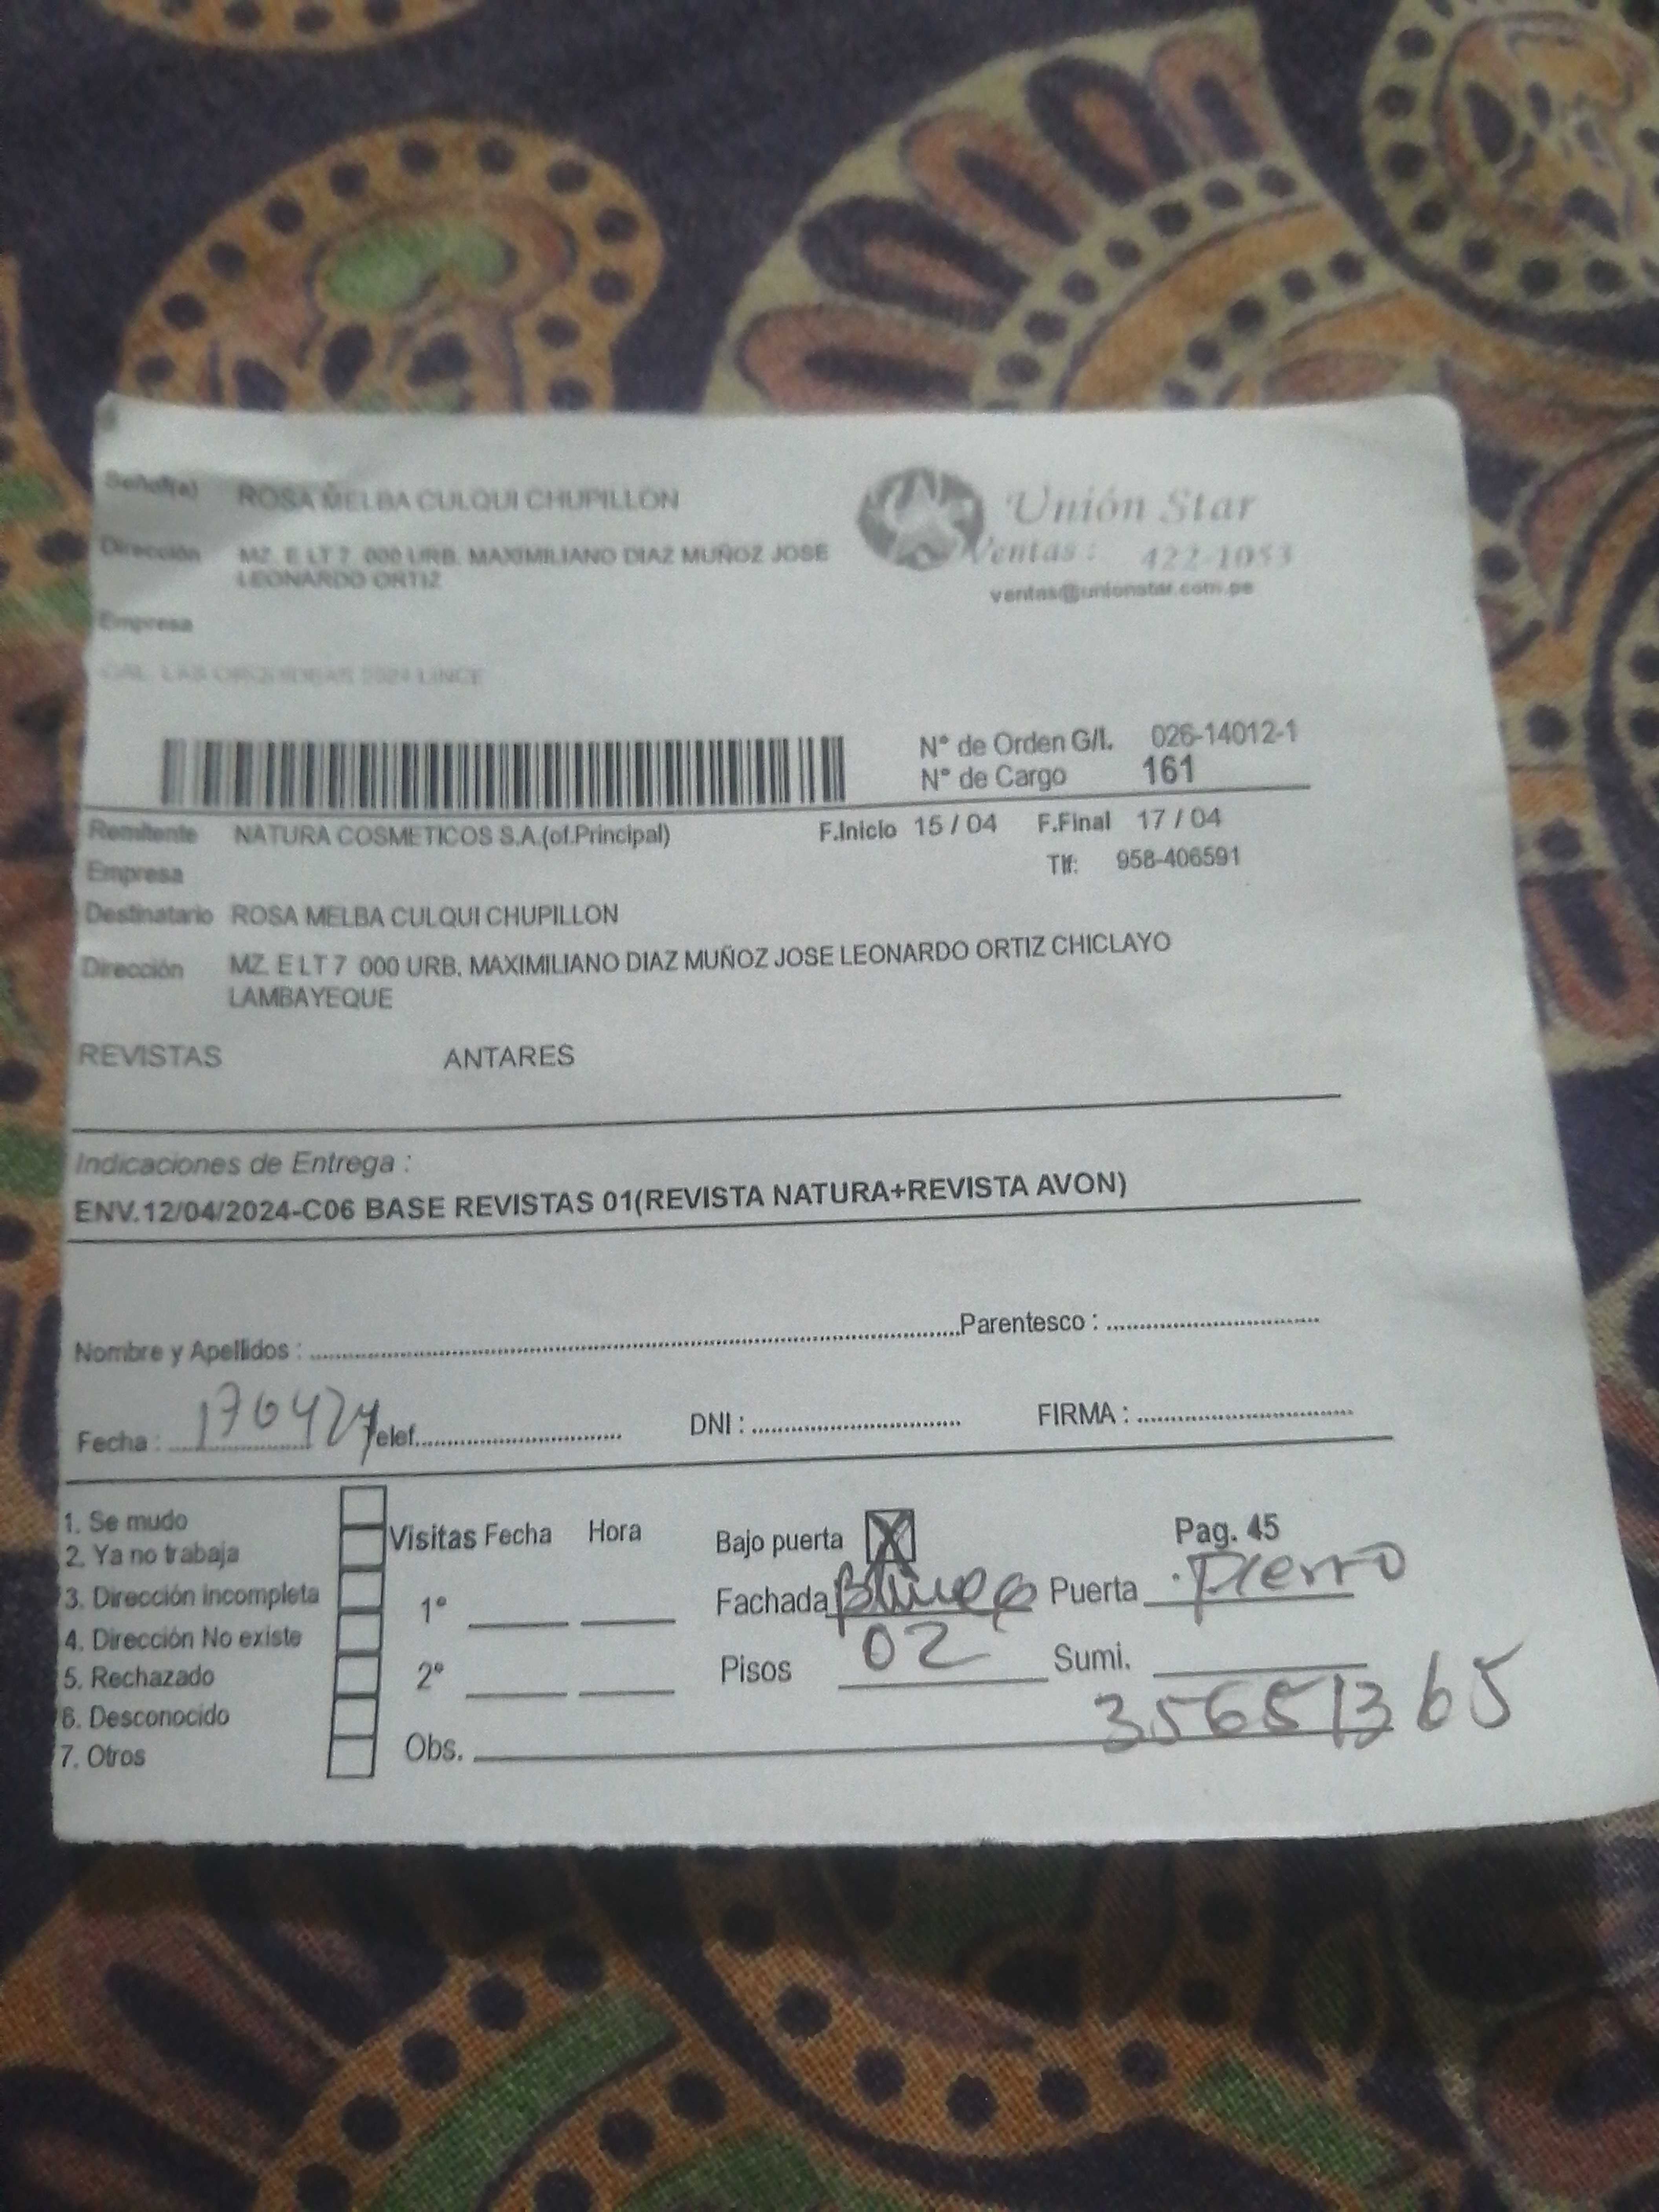 Señor(a) ROSA MELBA CULQUI CHUPILLON
Unión Star
Dirección MZ. E LT 7 000 URB. MAXIMILIANO DIAZ MUÑOZ JOSE
LEONARDO ORTIZ
Ventas: 422-1053
ventas@unionstar.com.pe
Empresa
CAL. LAS ORQUIDEAS 2024 LINCE
N° de Orden G/I. 026-14012-1
N° de Cargo 161
Remitente NATURA COSMETICOS S.A.(of.Principal) F.Inicio 15 / 04 F.Final 17 / 04
Empresa Tlf: 958-406591
Destinatario ROSA MELBA CULQUI CHUPILLON
Dirección MZ. E LT 7 000 URB. MAXIMILIANO DIAZ MUÑOZ JOSE LEONARDO ORTIZ CHICLAYO
LAMBAYEQUE
REVISTAS ANTARES
Indicaciones de Entrega :
ENV.12/04/2024-C06 BASE REVISTAS 01(REVISTA NATURA+REVISTA AVON)
Nombre y Apellidos : Parentesco :
Fecha : 170424 Telef. DNI : FIRMA :
1. Se mudo
2. Ya no trabaja
3. Dirección incompleta
4. Dirección No existe
5. Rechazado
6. Desconocido
7. Otros
Visitas Fecha Hora
1°
2°
Bajo puerta X Pag. 45
Fachada Puerta
Pisos 02 Sumi.
35651365
Obs.